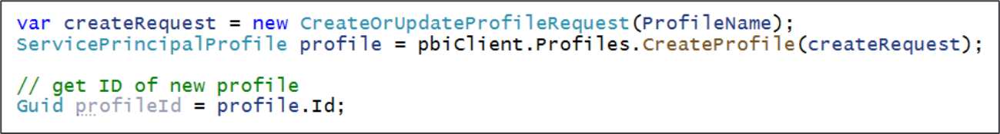 var createRequest = new CreateOrUpdateProfileRequest(ProfileName);
ServicePrincipalProfile profile = pbiClient.Profiles.CreateProfile(createRequest);
// get ID of new profile
Guid profileId = profile.Id;